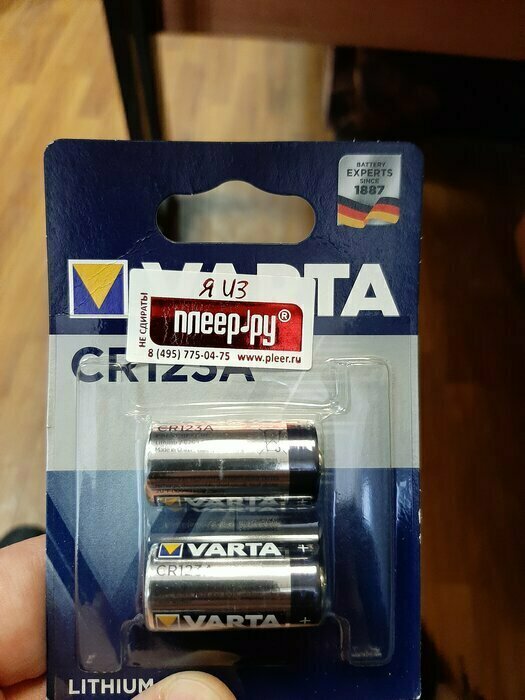 BATTERY
EXPERTS
SINCE
1887
VARTA
Я ИЗ
НЕ СДИРАТЬ!
плеер.ру®
8 (495) 775-04-75 www.pleer.ru
CR123A
CR123A
VARTA +
CR123A
VARTA +
LITHIUM